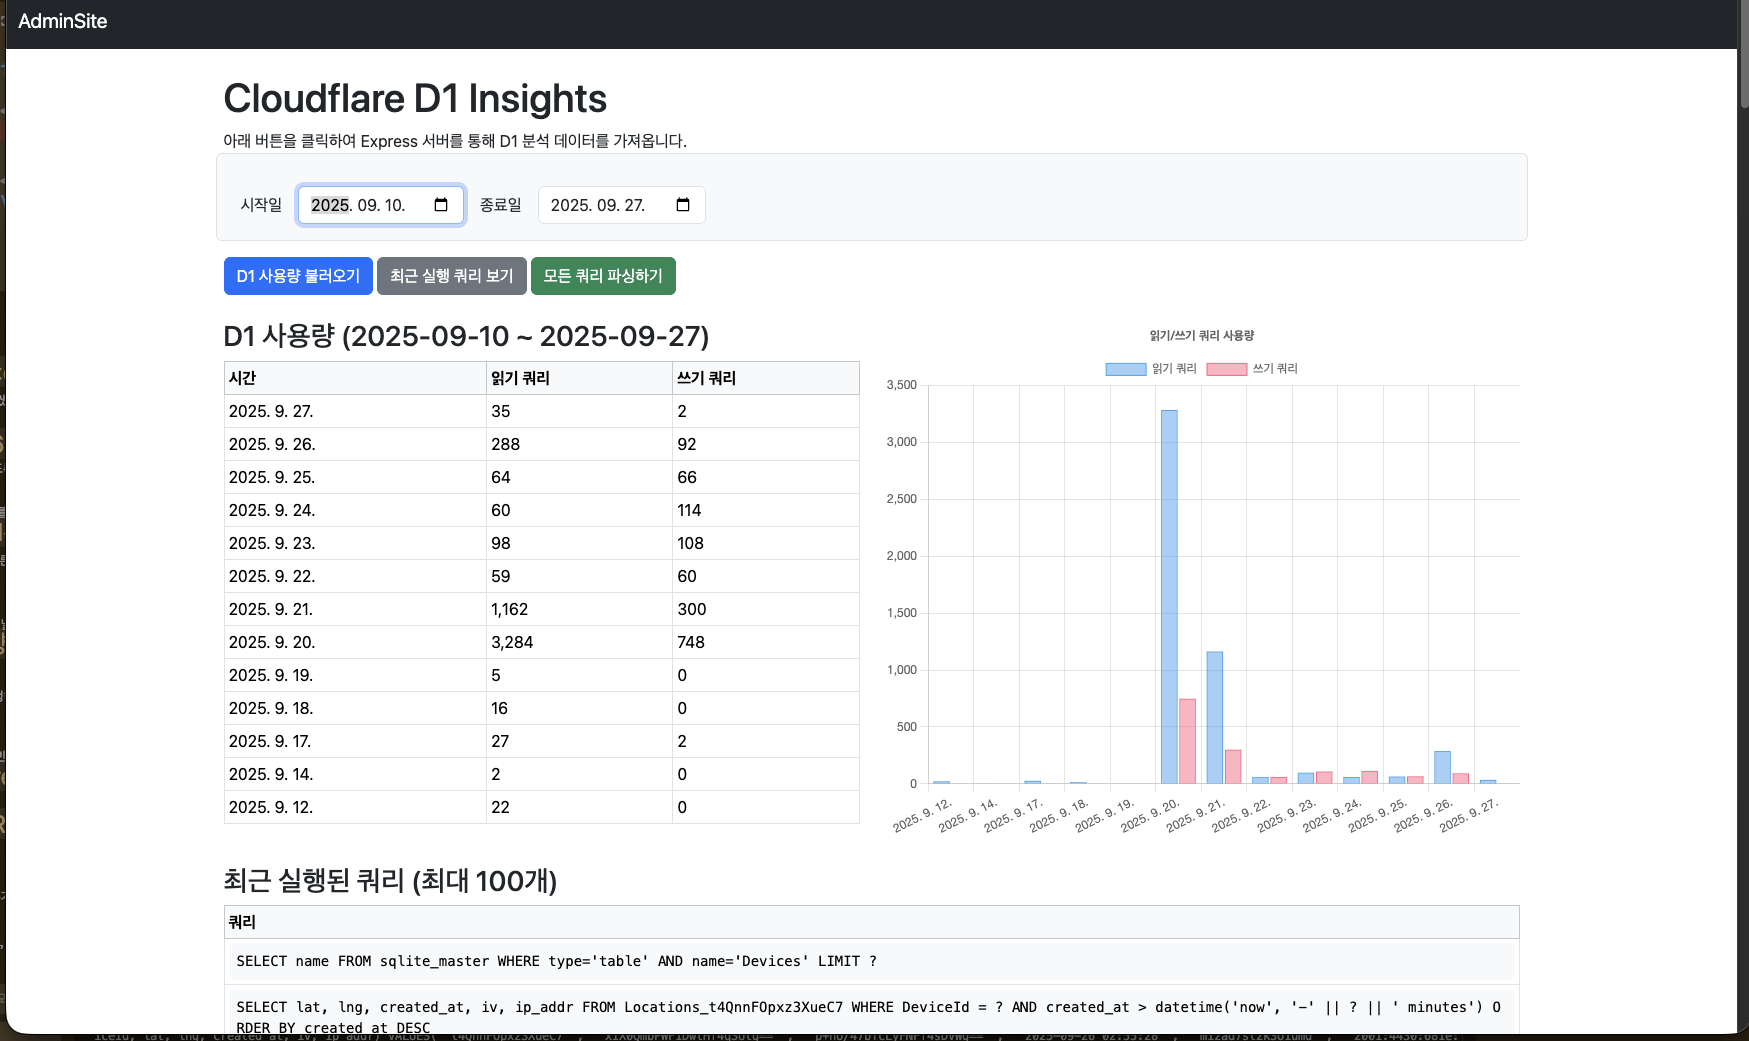 AdminSite
Cloudflare D1 Insights
아래 버튼을 클릭하여 Express 서버를 통해 D1 분석 데이터를 가져옵니다.
시작일 2025. 09. 10. 종료일 2025. 09. 27.
D1 사용량 불러오기 최근 실행 쿼리 보기 모든 쿼리 파싱하기
D1 사용량 (2025-09-10 ~ 2025-09-27)
시간 읽기 쿼리 쓰기 쿼리
2025. 9. 27. 35 2
2025. 9. 26. 288 92
2025. 9. 25. 64 66
2025. 9. 24. 60 114
2025. 9. 23. 98 108
2025. 9. 22. 59 60
2025. 9. 21. 1,162 300
2025. 9. 20. 3,284 748
2025. 9. 19. 5 0
2025. 9. 18. 16 0
2025. 9. 17. 27 2
2025. 9. 14. 2 0
2025. 9. 12. 22 0
읽기/쓰기 쿼리 사용량
읽기 쿼리 쓰기 쿼리
3,500
3,000
2,500
2,000
1,500
1,000
500
0
2025. 9. 12. 2025. 9. 14. 2025. 9. 17. 2025. 9. 18. 2025. 9. 19. 2025. 9. 20. 2025. 9. 21. 2025. 9. 22. 2025. 9. 23. 2025. 9. 24. 2025. 9. 25. 2025. 9. 26. 2025. 9. 27.
최근 실행된 쿼리 (최대 100개)
쿼리
SELECT name FROM sqlite_master WHERE type='table' AND name='Devices' LIMIT ?
SELECT lat, lng, created_at, iv, ip_addr FROM Locations_t4QnnFOpxz3XueC7 WHERE DeviceId = ? AND created_at > datetime('now', '-' || ? || ' minutes') O
RDER BY created_at DESC